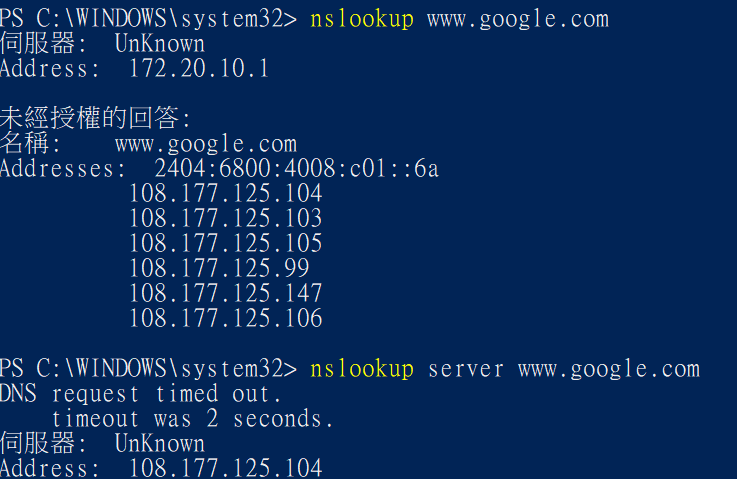 PS C:\WINDOWS\system32> nslookup www.google.com
伺服器:  UnKnown
Address:  172.20.10.1
未經授權的回答:
名稱:    www.google.com
Addresses:  2404:6800:4008:c01::6a
108.177.125.104
108.177.125.103
108.177.125.105
108.177.125.99
108.177.125.147
108.177.125.106
PS C:\WINDOWS\system32> nslookup server www.google.com
DNS request timed out.
timeout was 2 seconds.
伺服器:  UnKnown
Address:  108.177.125.104